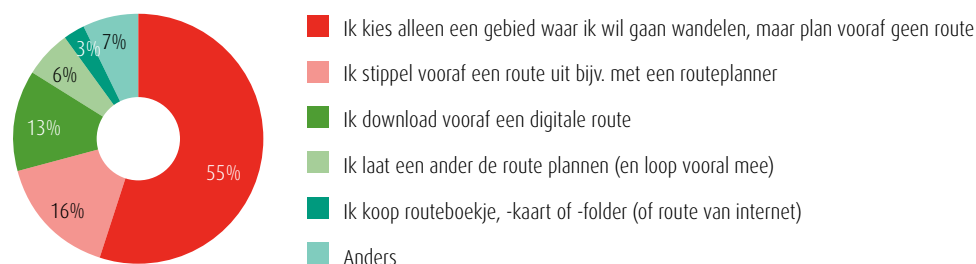 7%
3%
6%
13%
16%
55%
Ik kies alleen een gebied waar ik wil gaan wandelen, maar plan vooraf geen route
Ik stippel vooraf een route uit bijv. met een routeplanner
Ik download vooraf een digitale route
Ik laat een ander de route plannen (en loop vooral mee)
Ik koop routeboekje, -kaart of -folder (of route van internet)
Anders